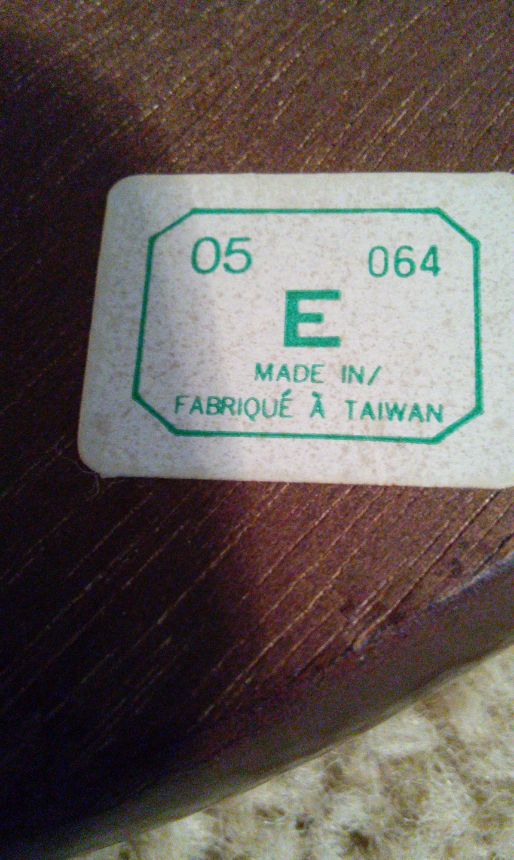 05 064
E
MADE IN/
FABRIQUÉ À TAIWAN